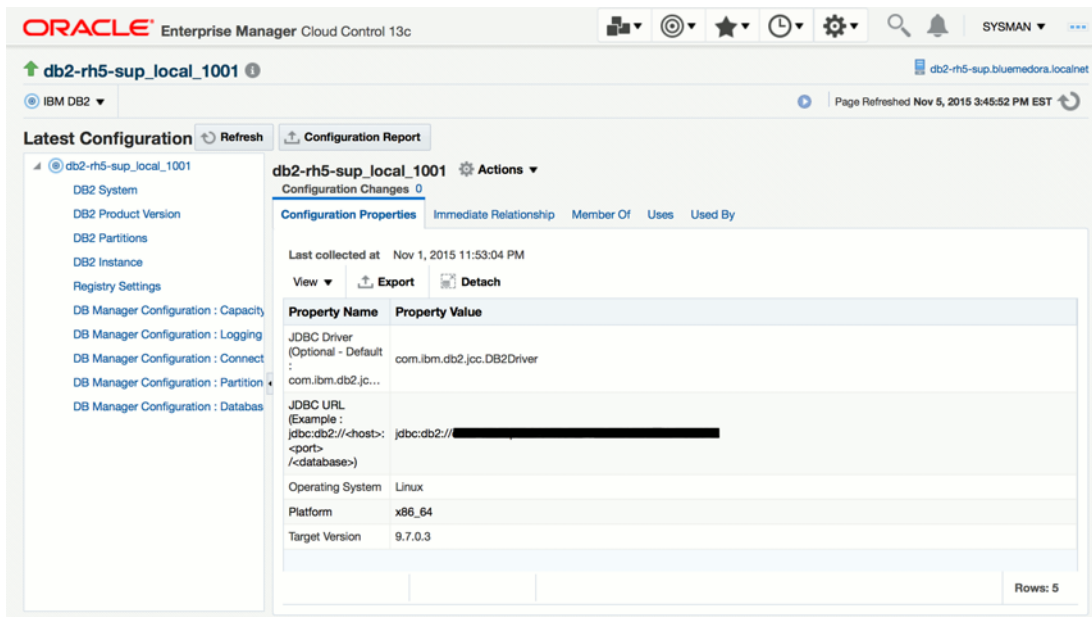 ORACLE Enterprise Manager Cloud Control 13c
SYSMAN
db2-rh5-sup_local_1001
db2-rh5-sup.bluemedora.localnet
IBM DB2
Page Refreshed Nov 5, 2015 3:45:52 PM EST
Latest Configuration Refresh Configuration Report
db2-rh5-sup_local_1001
DB2 System
DB2 Product Version
DB2 Partitions
DB2 Instance
Registry Settings
DB Manager Configuration : Capacity
DB Manager Configuration : Logging
DB Manager Configuration : Connect
DB Manager Configuration : Partition
DB Manager Configuration : Databas
db2-rh5-sup_local_1001 Actions
Configuration Changes 0
Configuration Properties Immediate Relationship Member Of Uses Used By
Last collected at Nov 1, 2015 11:53:04 PM
View Export Detach
Property Name Property Value
JDBC Driver
(Optional - Default
:
com.ibm.db2.jc...
com.ibm.db2.jcc.DB2Driver
JDBC URL
(Example :
jdbc:db2://<host>:
<port>
/<database>)
jdbc:db2://
Operating System Linux
Platform x86_64
Target Version 9.7.0.3
Rows: 5